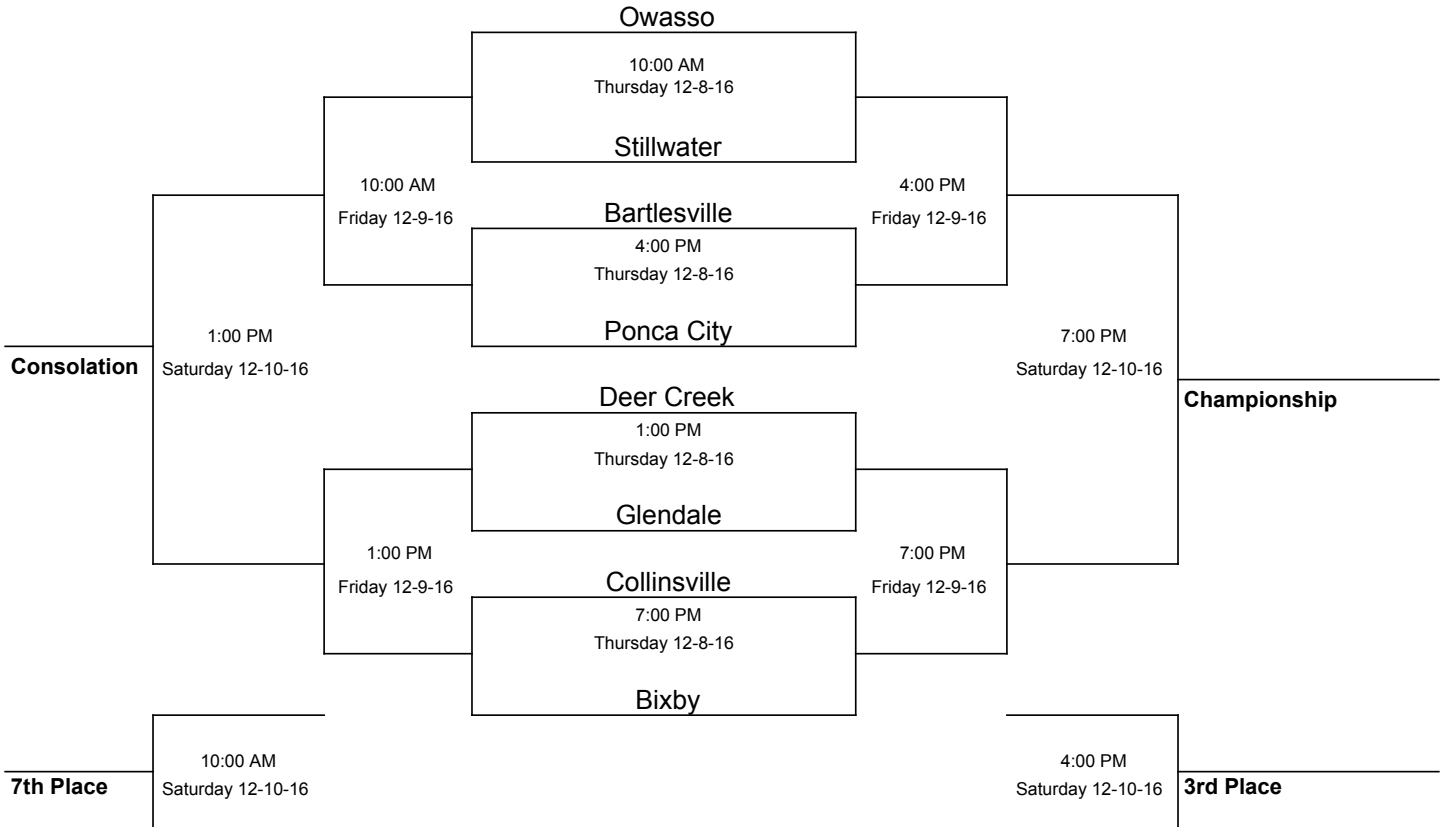 Owasso
10:00 AM
Thursday 12-8-16
Stillwater
10:00 AM
Friday 12-9-16
4:00 PM
Friday 12-9-16
Bartlesville
4:00 PM
Thursday 12-8-16
Ponca City
1:00 PM
Saturday 12-10-16
Consolation
7:00 PM
Saturday 12-10-16
Championship
Deer Creek
1:00 PM
Thursday 12-8-16
Glendale
1:00 PM
Friday 12-9-16
7:00 PM
Friday 12-9-16
Collinsville
7:00 PM
Thursday 12-8-16
Bixby
10:00 AM
Saturday 12-10-16
7th Place
4:00 PM
Saturday 12-10-16
3rd Place